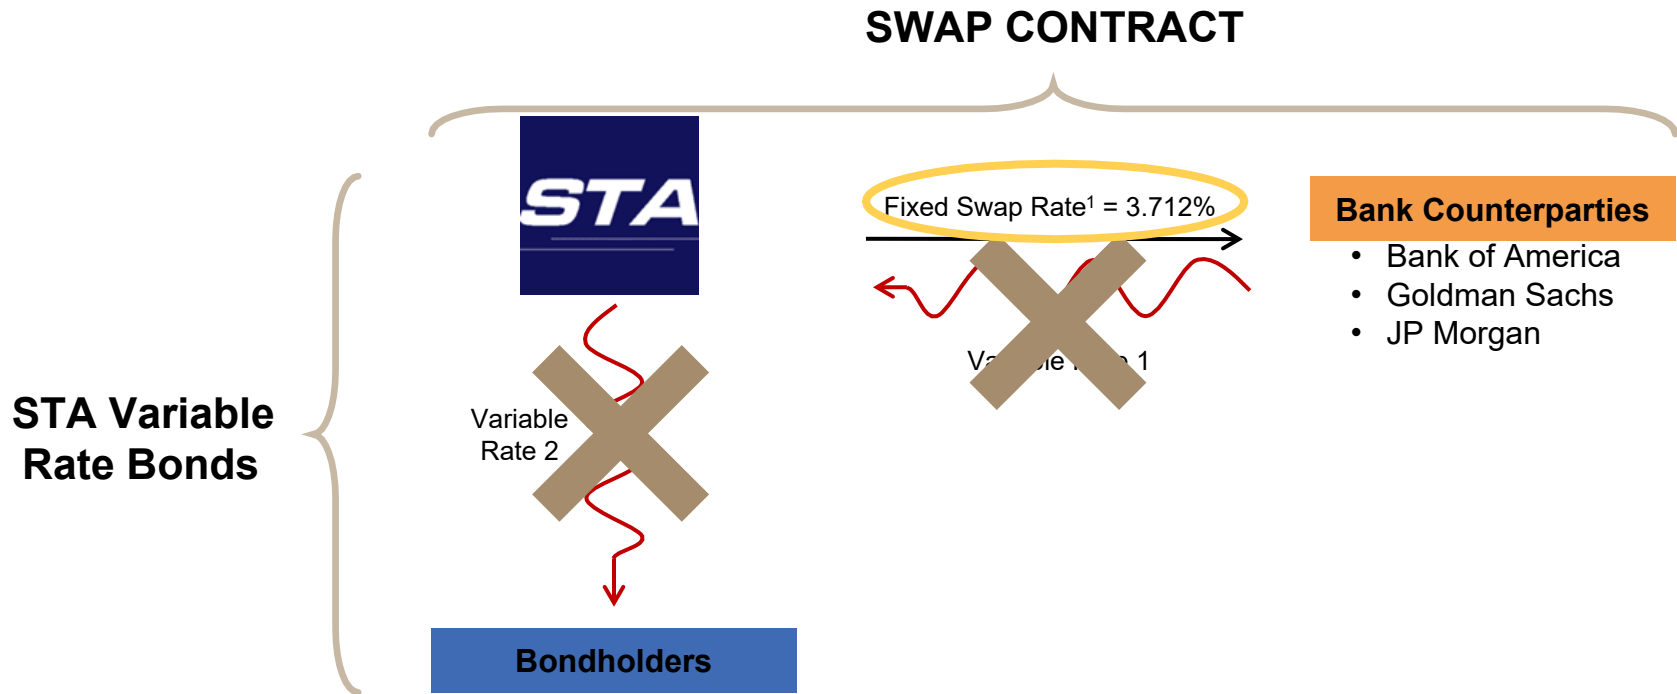 SWAP CONTRACT
STA
Fixed Swap Rate¹ = 3.712%
Bank Counterparties
• Bank of America
• Goldman Sachs
• JP Morgan
1
STA Variable
Rate Bonds
Variable
Rate 2
Bondholders